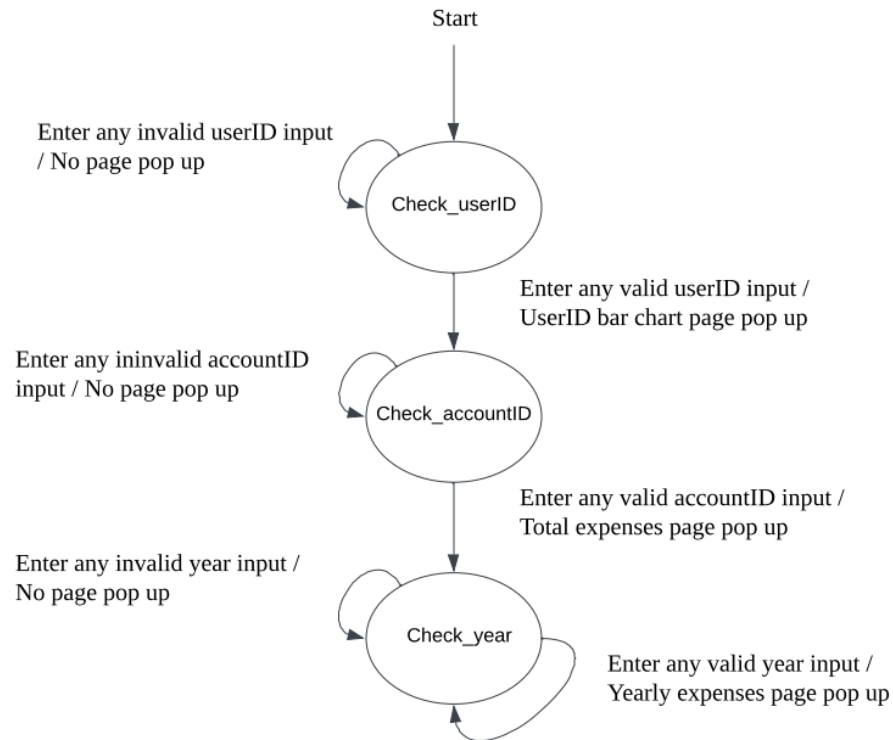 Start
Enter any invalid userID input
/ No page pop up
Check_userID
Enter any valid userID input /
UserID bar chart page pop up
Enter any ininvalid accountID
input / No page pop up
Check_accountID
Enter any valid accountID input /
Total expenses page pop up
Enter any invalid year input /
No page pop up
Check_year
Enter any valid year input /
Yearly expenses page pop up